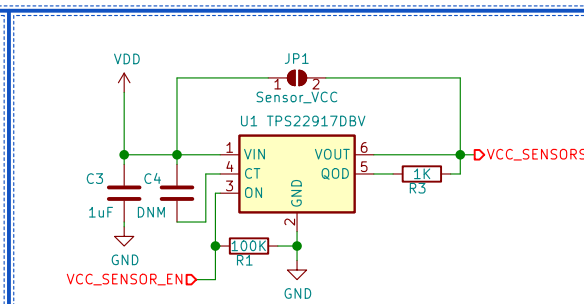 VDD
JP1
1 2
Sensor_VCC
U1 TPS22917DBV
1 VIN VOUT 6
4 CT QOD 5
3 ON
GND
2
C3
1uF
C4
DNM
GND
1K
R3
VCC_SENSORS
100K
R1
VCC_SENSOR_EN
GND